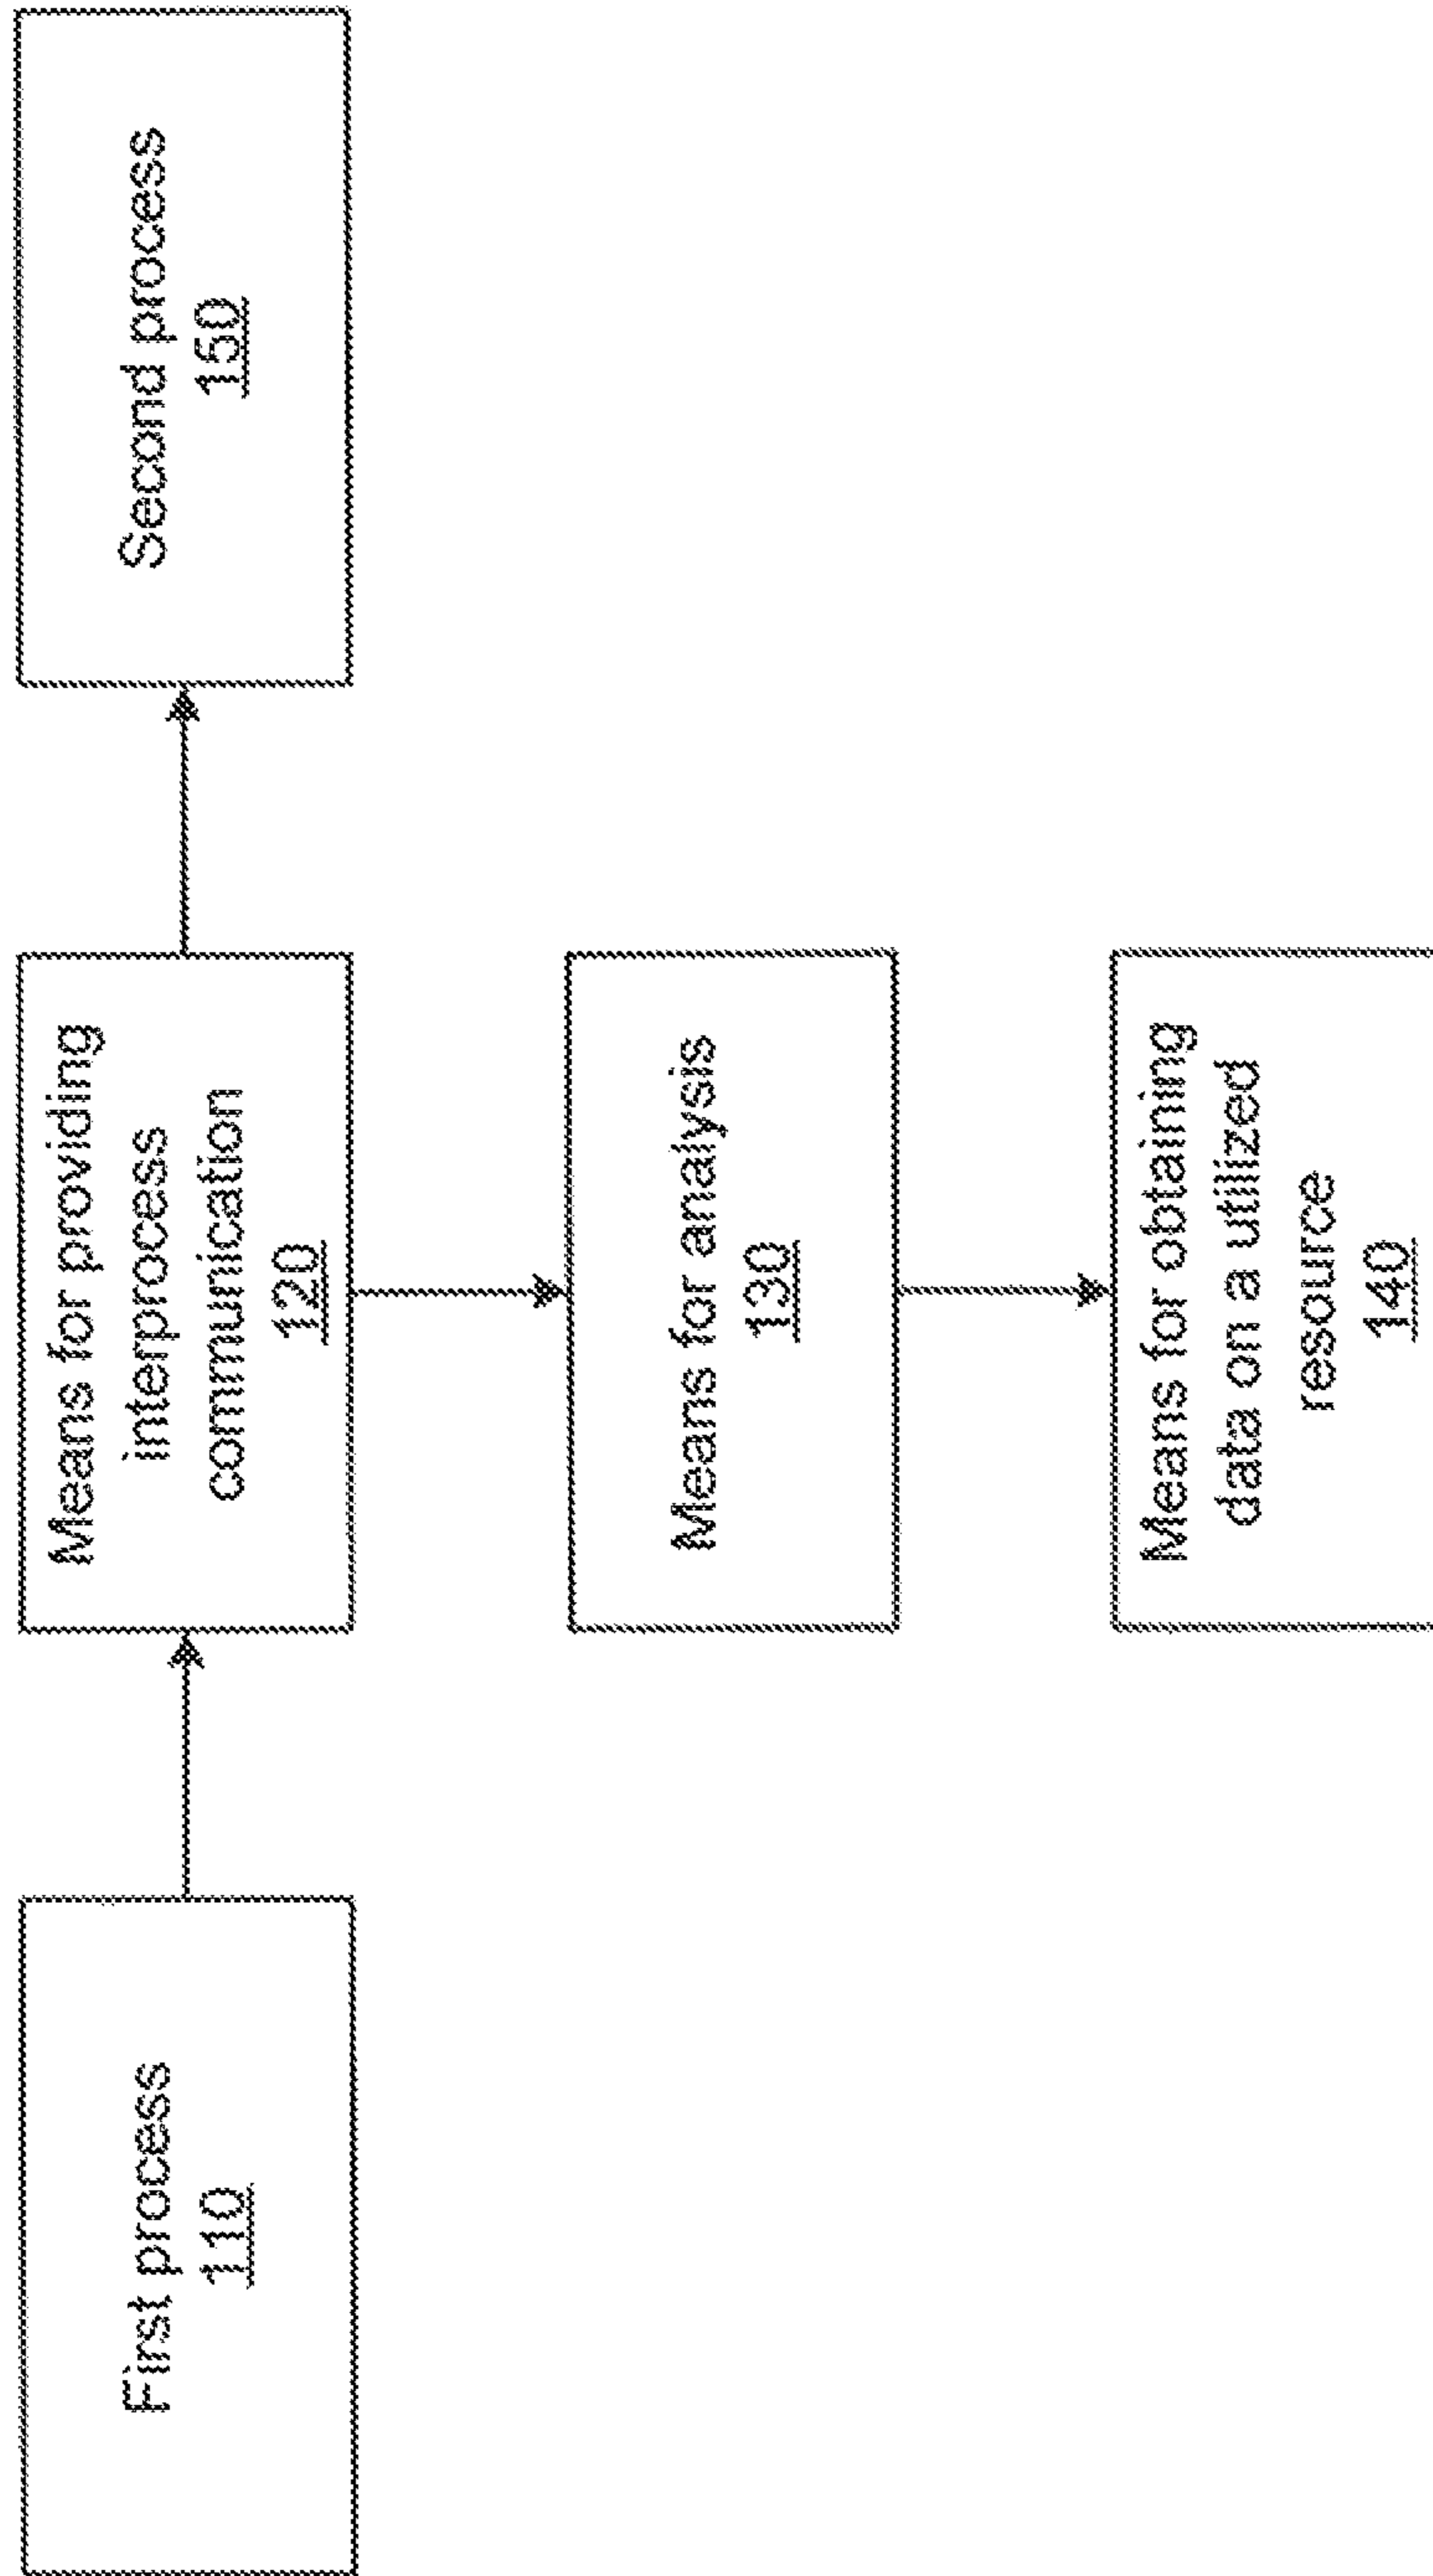 First process
110
Means for providing
interprocess
communication
120
Second process
150
Means for analysis
130
Means for obtaining
data on a utilized
resource
140